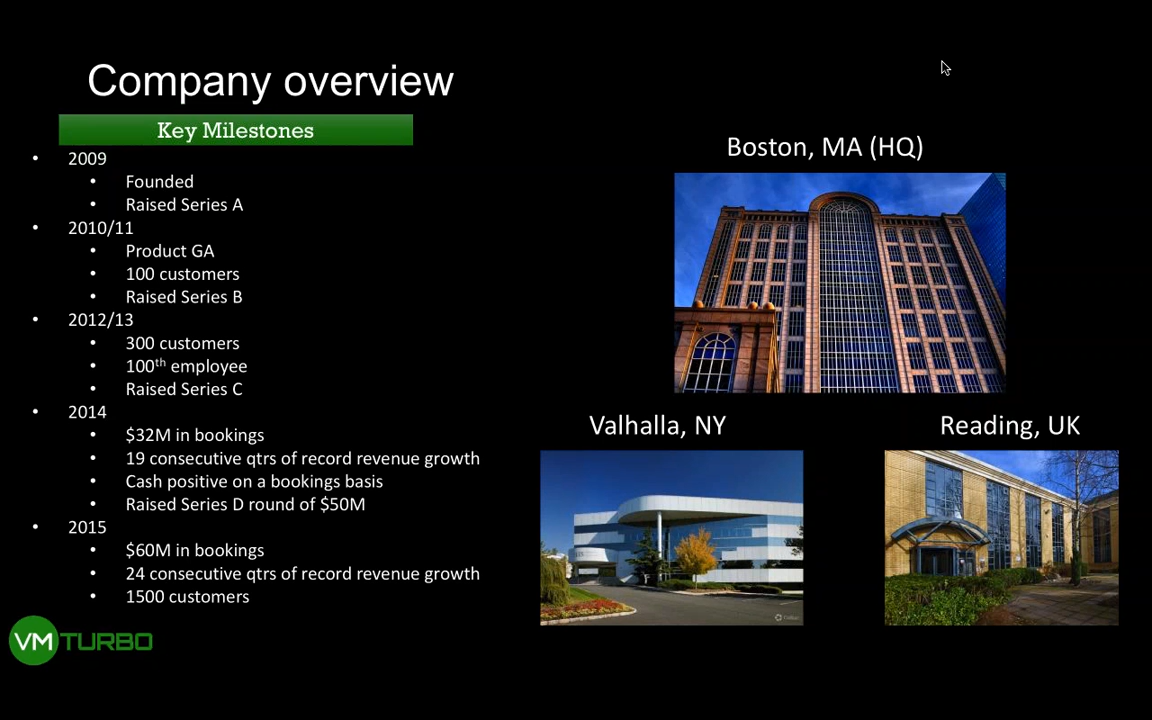 Company overview
Key Milestones
• 2009
• Founded
• Raised Series A
• 2010/11
• Product GA
• 100 customers
• Raised Series B
• 2012/13
• 300 customers
• 100th employee
• Raised Series C
• 2014
• $32M in bookings
• 19 consecutive qtrs of record revenue growth
• Cash positive on a bookings basis
• Raised Series D round of $50M
• 2015
• $60M in bookings
• 24 consecutive qtrs of record revenue growth
• 1500 customers
VMTURBO
Boston, MA (HQ)
Valhalla, NY
Reading, UK